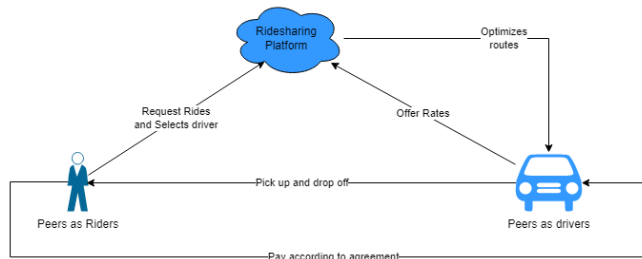 Ridesharing
Platform
Optimizes
routes
Request Rides
and Selects driver
Offer Rates
Pick up and drop off
Peers as Riders
Peers as drivers
Pay according to agreement